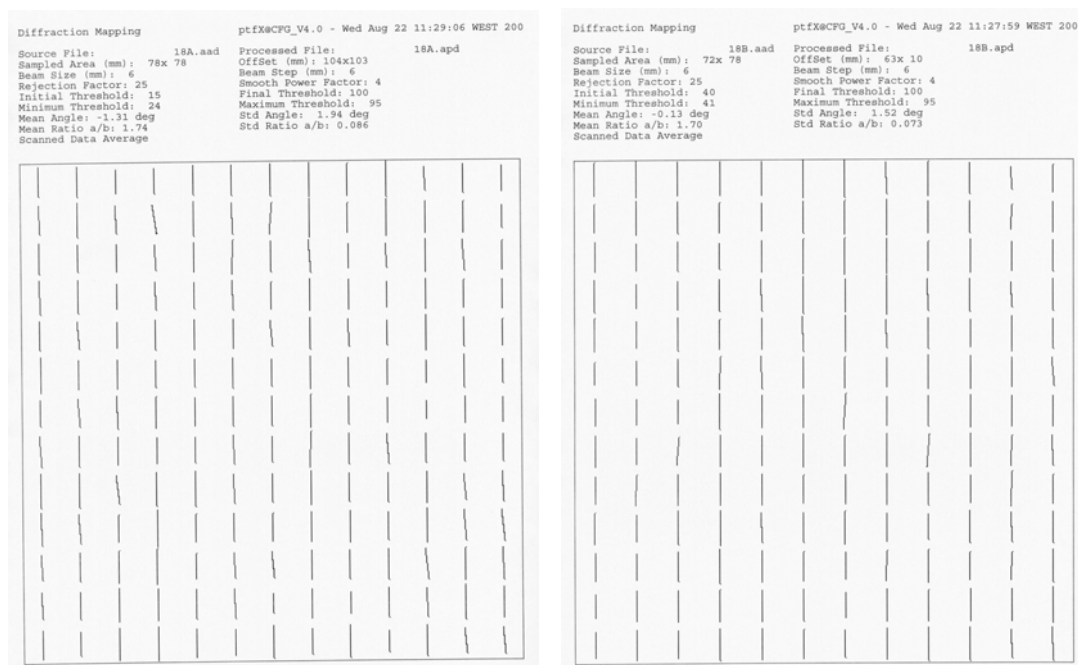 Diffraction Mapping ptfX@CFG_V4.0 - Wed Aug 22 11:29:06 WEST 200
Source File: 18A.aad Processed File: 18A.apd
Sampled Area (mm): 78x 78 OffSet (mm): 104x103
Beam Size (mm): 6 Beam Step (mm): 6
Rejection Factor: 25 Smooth Power Factor: 4
Initial Threshold: 15 Final Threshold: 100
Minimum Threshold: 24 Maximum Threshold: 95
Mean Angle: -1.31 deg Std Angle: 1.94 deg
Mean Ratio a/b: 1.74 Std Ratio a/b: 0.086
Scanned Data Average
Diffraction Mapping ptfX@CFG_V4.0 - Wed Aug 22 11:27:59 WEST 200
Source File: 18B.aad Processed File: 18B.apd
Sampled Area (mm): 72x 78 OffSet (mm): 63x 10
Beam Size (mm): 6 Beam Step (mm): 6
Rejection Factor: 25 Smooth Power Factor: 4
Initial Threshold: 40 Final Threshold: 100
Minimum Threshold: 41 Maximum Threshold: 95
Mean Angle: -0.13 deg Std Angle: 1.52 deg
Mean Ratio a/b: 1.70 Std Ratio a/b: 0.073
Scanned Data Average